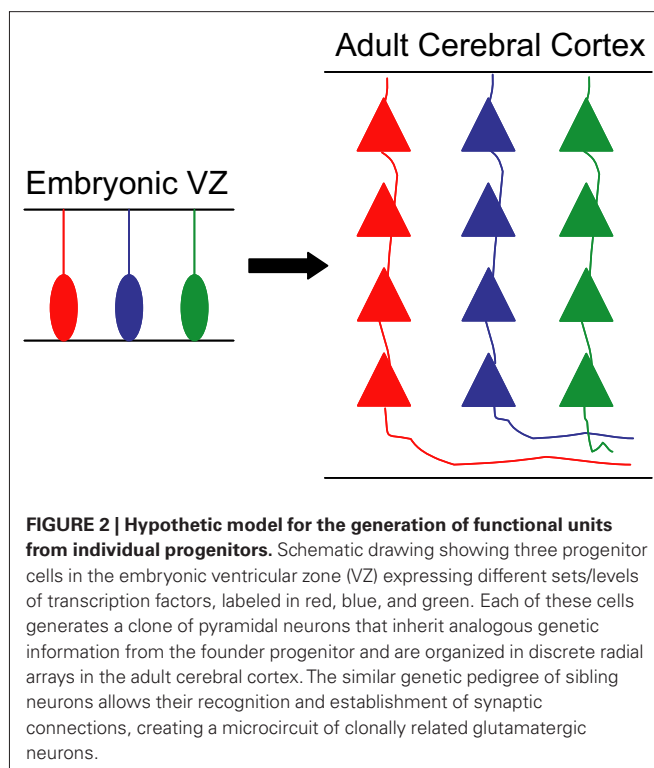 Adult Cerebral Cortex
Embryonic VZ
FIGURE 2 | Hypothetic model for the generation of functional units
from individual progenitors. Schematic drawing showing three progenitor
cells in the embryonic ventricular zone (VZ) expressing different sets/levels
of transcription factors, labeled in red, blue, and green. Each of these cells
generates a clone of pyramidal neurons that inherit analogous genetic
information from the founder progenitor and are organized in discrete radial
arrays in the adult cerebral cortex. The similar genetic pedigree of sibling
neurons allows their recognition and establishment of synaptic
connections, creating a microcircuit of clonally related glutamatergic
neurons.